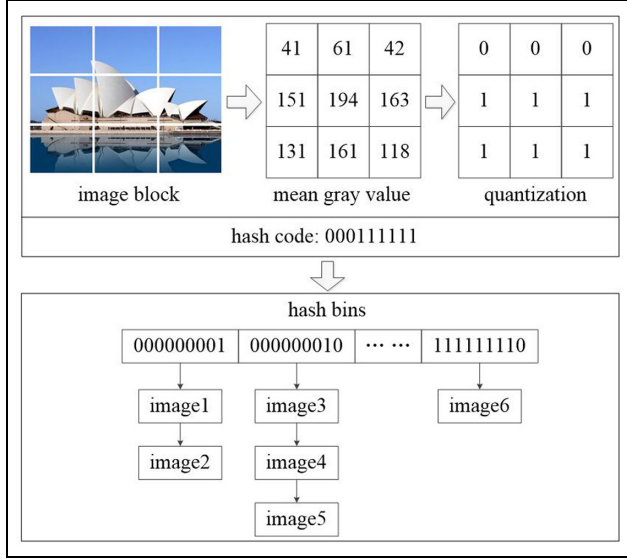 41 61 42 0 0 0
151 194 163 1 1 1
131 161 118 1 1 1
image block mean gray value quantization
hash code: 000111111
hash bins
000000001 000000010 ··· ··· 111111110
image1 image3 image6
image2 image4
image5